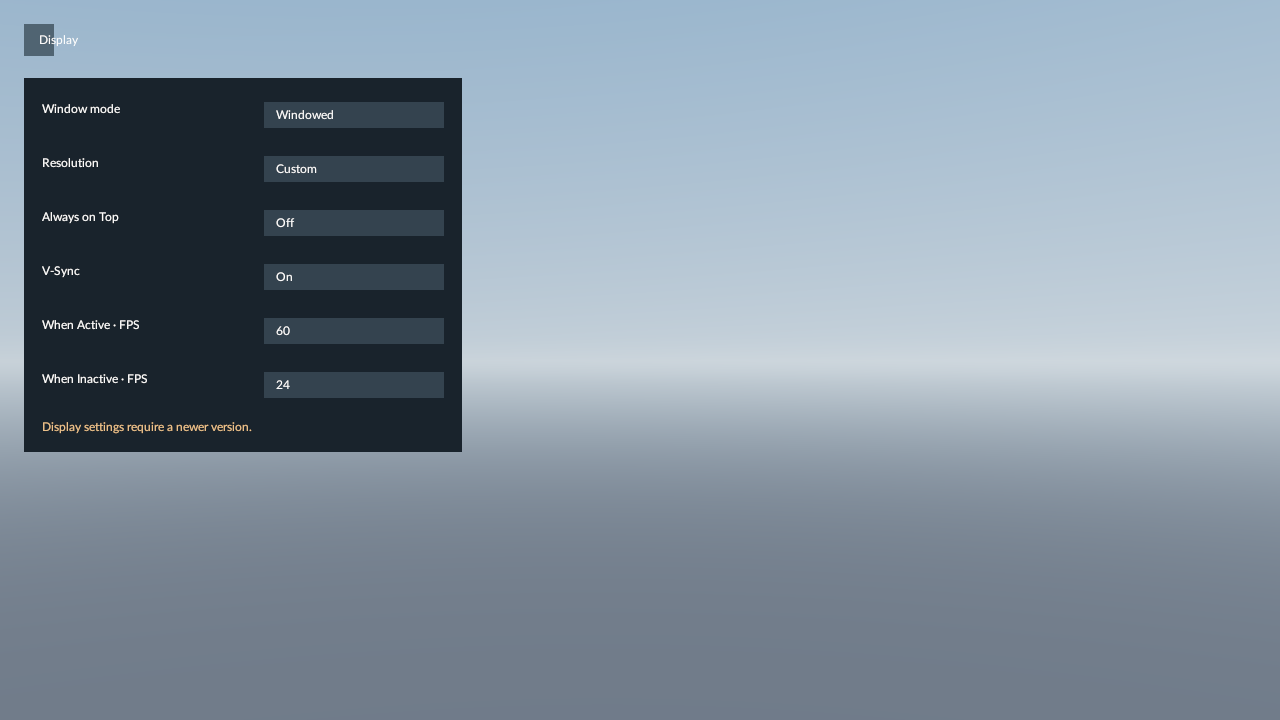 Display
Window mode
Windowed
Resolution
Custom
Always on Top
Off
V-Sync
On
When Active · FPS
60
When Inactive · FPS
24
Display settings require a newer version.